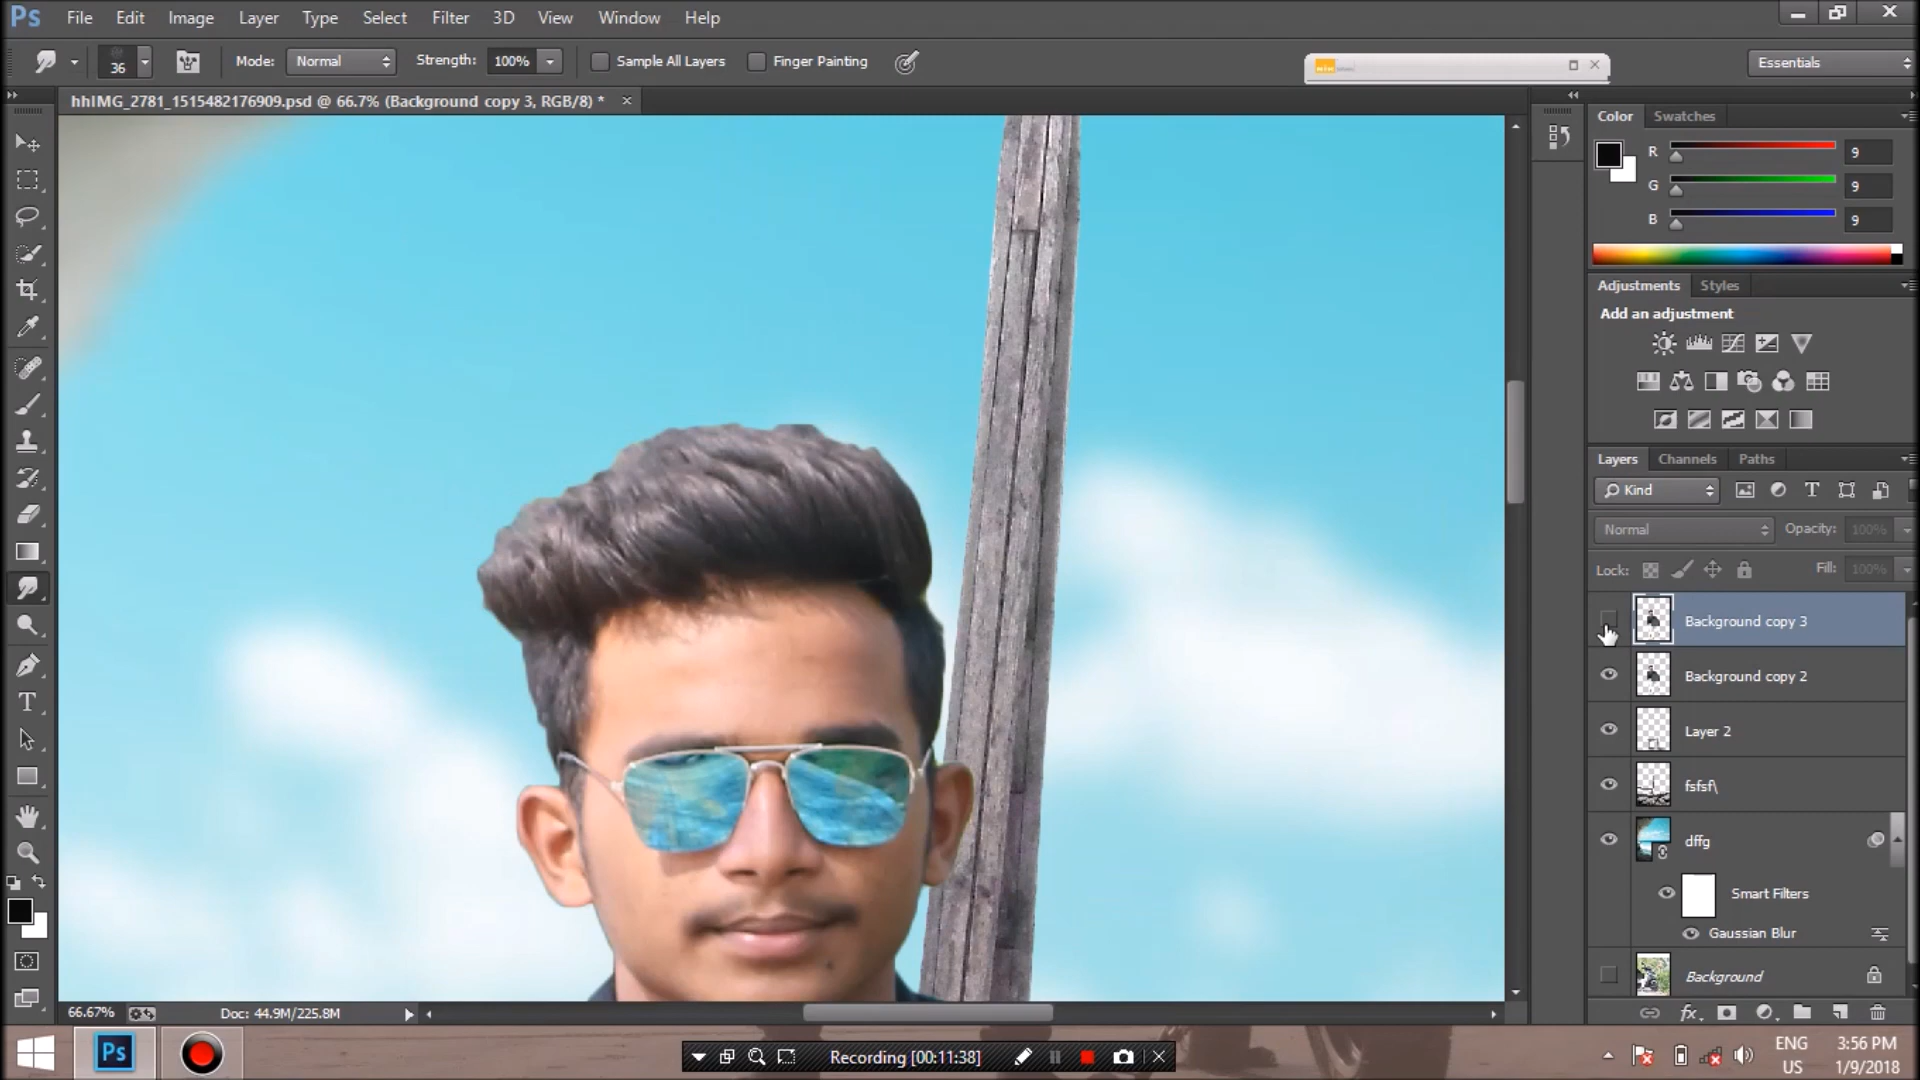 Ps File Edit Image Layer Type Select Filter 3D View Window Help
36 Mode: Normal Strength: 100% Sample All Layers Finger Painting Essentials
hhIMG_2781_1515482176909.psd @ 66.7% (Background copy 3, RGB/8) *
Color Swatches
R 9
G 9
B 9
Adjustments Styles
Add an adjustment
Layers Channels Paths
Kind
Normal Opacity: 100%
Lock: Fill: 100%
Background copy 3
Background copy 2
Layer 2
fsfsf\
dffg
Smart Filters
Gaussian Blur
Background
66.67% Doc: 44.9M/225.8M
Ps Recording [00:11:38] ENG 3:56 PM
US 1/9/2018